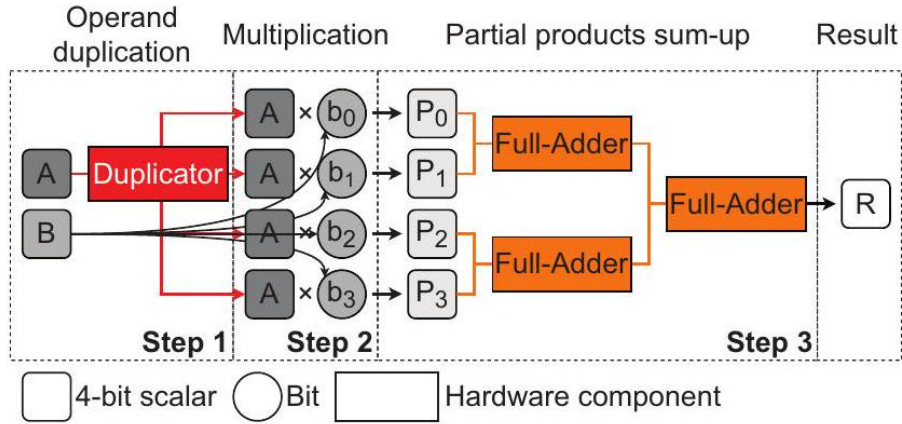 Operand
duplication
Multiplication
Partial products sum-up
Result
A
B
Duplicator
A × b0
A × b1
A × b2
A × b3
P0
P1
P2
P3
Full-Adder
Full-Adder
Full-Adder
R
Step 1
Step 2
Step 3
4-bit scalar
Bit
Hardware component